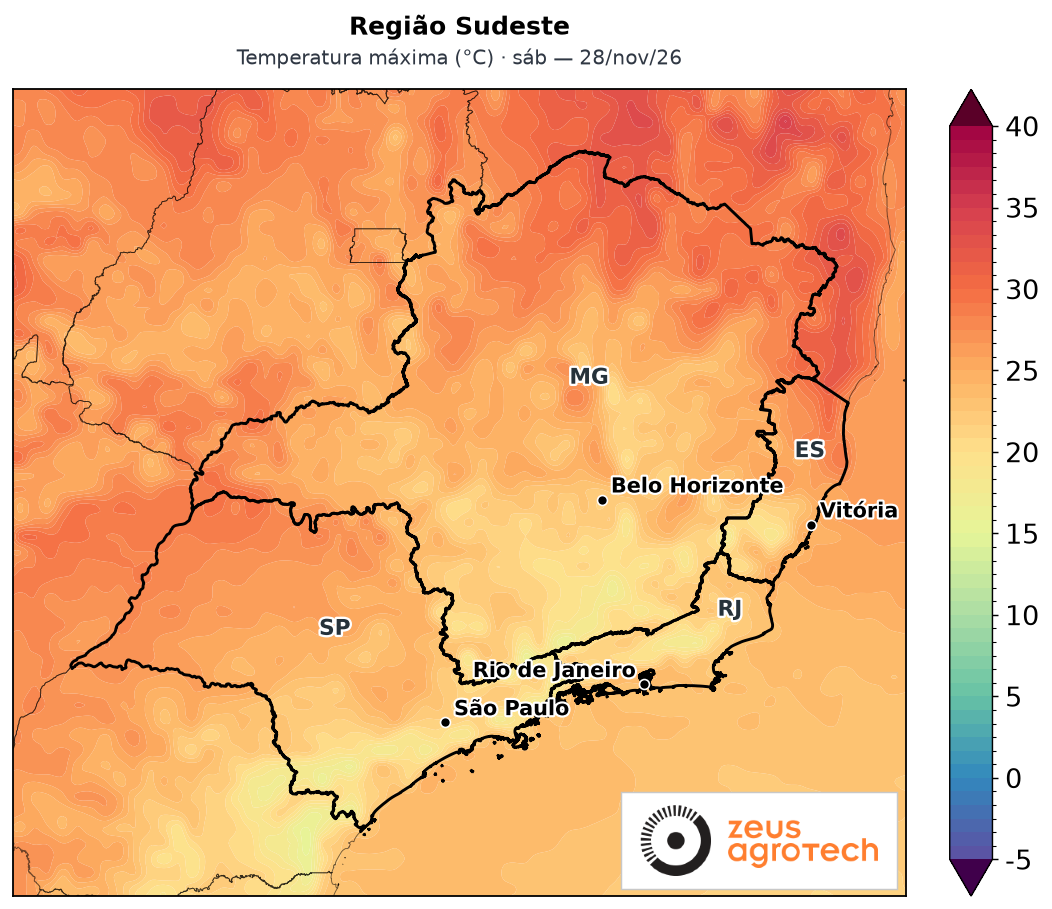 Região Sudeste
Temperatura máxima (°C) · sáb — 28/nov/26
40
35
30
25
20
15
10
5
0
-5
MG
ES
Belo Horizonte
Vitória
RJ
SP
Rio de Janeiro
São Paulo
zeus
agrotech